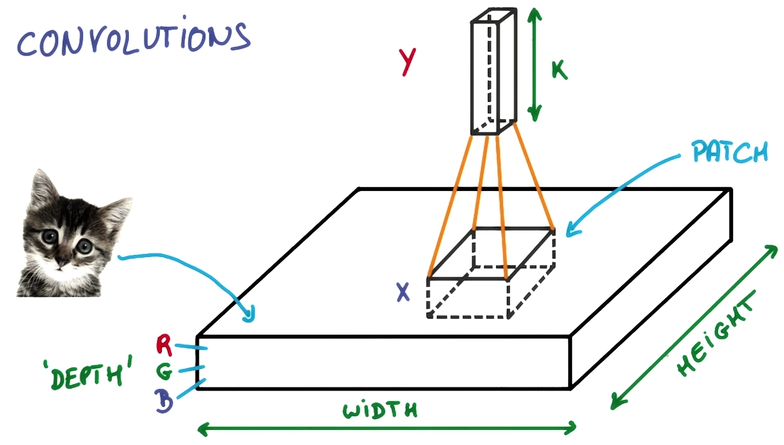 CONVOLUTIONS
Y
K
PATCH
X
R
G
B
'DEPTH'
WIDTH
HEIGHT